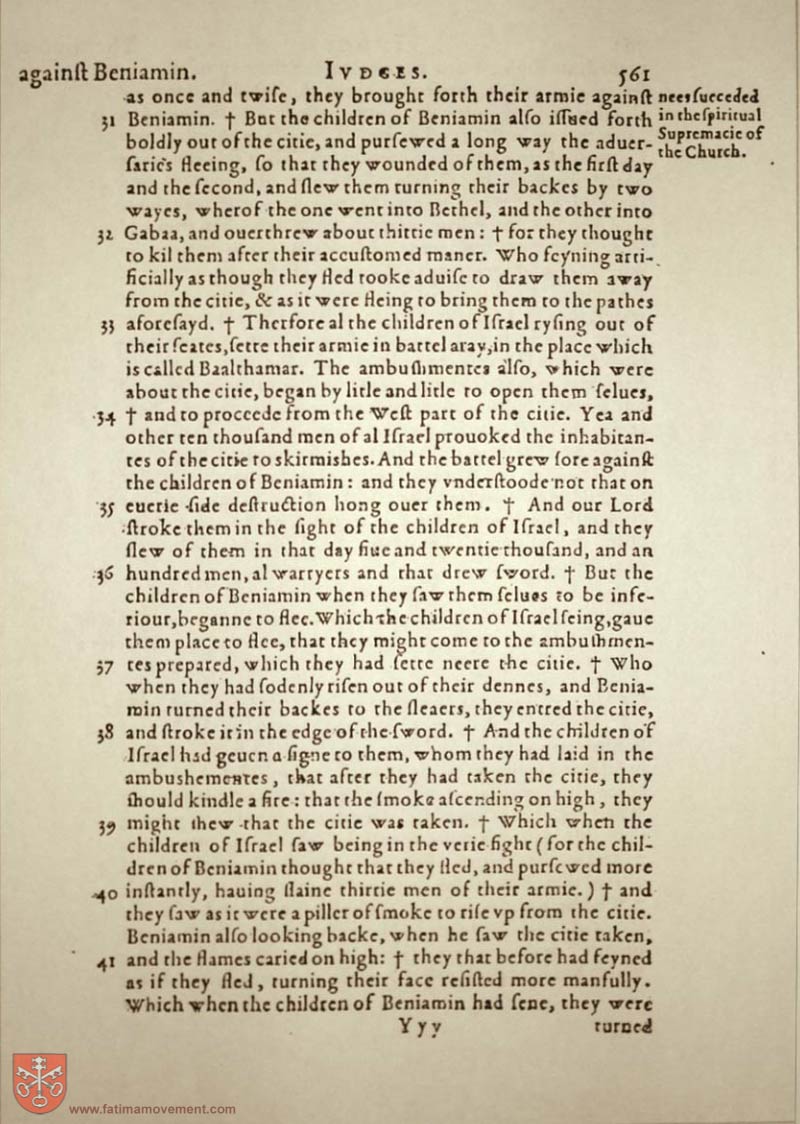 againſt Beniamin. IVDGES. 561
as once and twiſe, they brought forth their armie againſt
31 Beniamin. † But the children of Beniamin alſo iſſued forth
boldly out of the citie, and purſewed a long way the aduer-
ſaries fleeing, ſo that they wounded of them, as the firſt day
and the ſecond, and ſlew them turning their backes by two
wayes, wherof the one went into Bethel, and the other into
32 Gabaa, and ouerthrew about thirtie men: † for they thought
to kil them after their accuſtomed maner. Who feyning arti-
ficially as though they fled tooke aduiſe to draw them away
from the citie, & as it were fleing to bring them to the pathes
33 aforeſayd. † Therfore al the children of Iſrael ryſing out of
their ſeates, ſette their armie in battel aray, in the place which
is called Baalthamar. The ambuſhmentes alſo, which were
about the citie, began by litle and litle to open them ſelues,
34 † and to proceede from the Weſt part of the citie. Yea and
other ten thouſand men of al Iſrael prouoked the inhabitan-
tes of the citie to skirmishes. And the battel grew ſore againſt
the children of Beniamin: and they vnderſtoode not that on
35 euerie ſide deſtruction hong ouer them. † And our Lord
ſtroke them in the ſight of the children of Iſrael, and they
ſlew of them in that day fiue and twentie thouſand, and an
36 hundred men, al warryers and that drew ſword. † But the
children of Beniamin when they ſaw them ſelues to be infe-
riour, beganne to flee. Which the children of Iſrael ſeing, gaue
them place to flee, that they might come to the ambuſhmen-
37 tes prepared, which they had ſette neere the citie. † Who
when they had ſodenly riſen out of their dennes, and Benia-
min turned their backes to the ſleaers, they entred the citie,
38 and ſtroke it in the edge of the ſword. † And the children of
Iſrael had geuen a ſigne to them, whom they had laid in the
ambushementes, that after they had taken the citie, they
ſhould kindle a fire: that the ſmoke aſcending on high, they
39 might ſhew that the citie was taken. † Which when the
children of Iſrael ſaw being in the verie fight (for the chil-
dren of Beniamin thought that they fled, and purſewed more
40 inſtantly, hauing ſlaine thirtie men of their armie.) † and
they ſaw as it were a piller of ſmoke to riſe vp from the citie.
Beniamin alſo looking backe, when he ſaw the citie taken,
41 and the flames caried on high: † they that before had feyned
as if they fled, turning their face reſiſted more manfully.
Which when the children of Beniamin had ſene, they were
Yyy turned
nees ſucceded
in the ſpiritual
Supremacie of
the Church.
www.fatimamovement.com